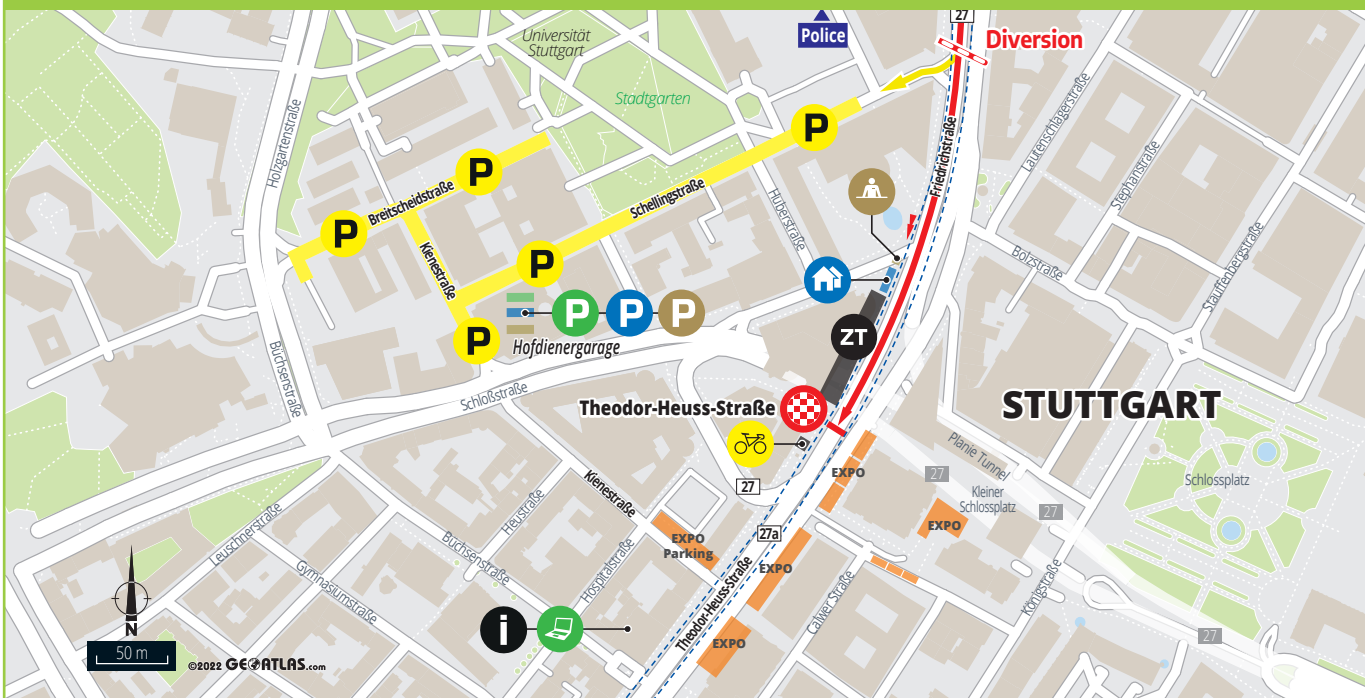 27
Police
Diversion
Universität
Stuttgart
Stadtgarten
P
P
P
P
P
Holzgartenstraße
Breitscheidstraße
Kienestraße
Schellingstraße
Huberstraße
Friedrichstraße
Lautenschlagerstraße
Stephanstraße
Stauffenbergstraße
Bolzstraße
P
P
P
Hofdienergarage
ZT
Büchsenstraße
Schloßstraße
Theodor-Heuss-Straße
STUTTGART
EXPO
27
27
Planie Tunnel
Kleiner
Schlossplatz
Schlossplatz
27
Kienestraße
EXPO
27a
EXPO
Parking
EXPO
Leuschnerstraße
Heustraße
Büchsenstraße
Gymnasiumstraße
Hospitalstraße
Theodor-Heuss-Straße
Calwer Straße
Königstraße
27
EXPO
i
N
50 m
©2022 GEOATLAS.com